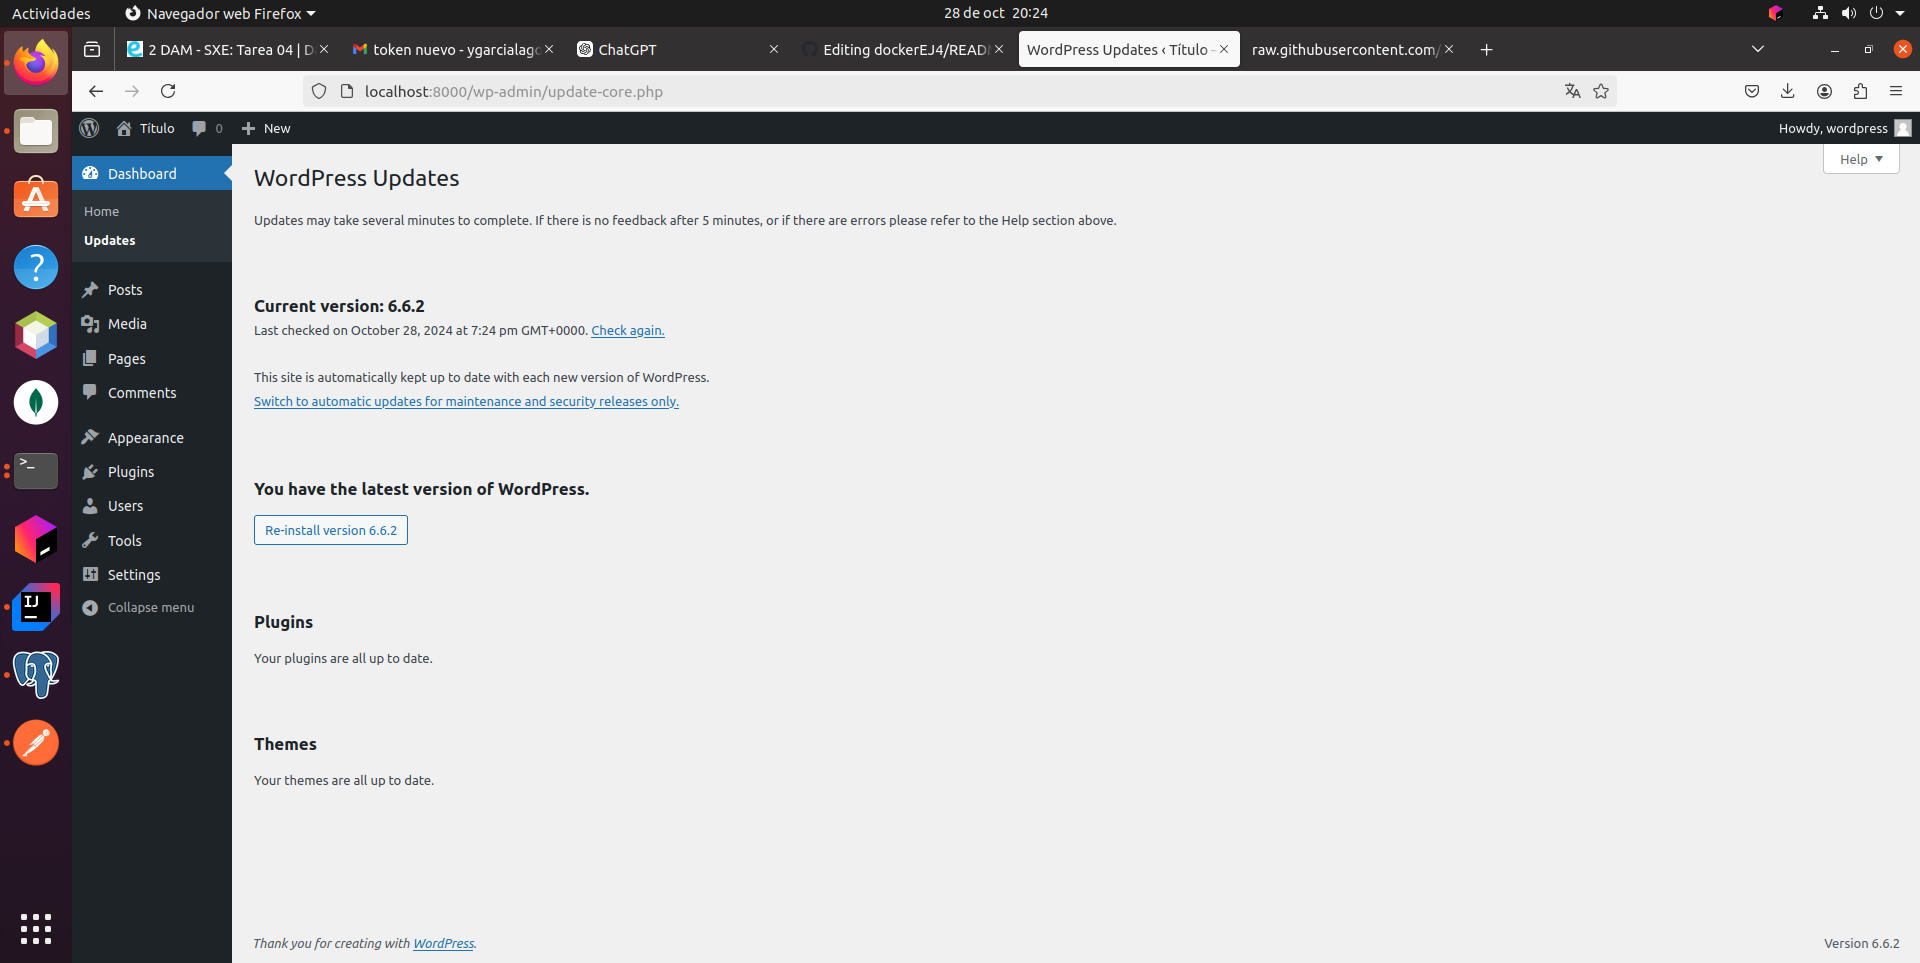 Actividades
Navegador web Firefox
28 de oct 20:24
2 DAM - SXE: Tarea 04 | D
token nuevo - ygarcialago
ChatGPT
Editing dockerEJ4/READ
WordPress Updates ‹ Título -
raw.githubusercontent.com/
localhost:8000/wp-admin/update-core.php
Título
0
New
Howdy, wordpress
Help
Dashboard
Home
Updates
Posts
Media
Pages
Comments
Appearance
Plugins
Users
Tools
Settings
Collapse menu
WordPress Updates
Updates may take several minutes to complete. If there is no feedback after 5 minutes, or if there are errors please refer to the Help section above.
Current version: 6.6.2
Last checked on October 28, 2024 at 7:24 pm GMT+0000. Check again.
This site is automatically kept up to date with each new version of WordPress.
Switch to automatic updates for maintenance and security releases only.
You have the latest version of WordPress.
Re-install version 6.6.2
Plugins
Your plugins are all up to date.
Themes
Your themes are all up to date.
Thank you for creating with WordPress.
Version 6.6.2
IJ